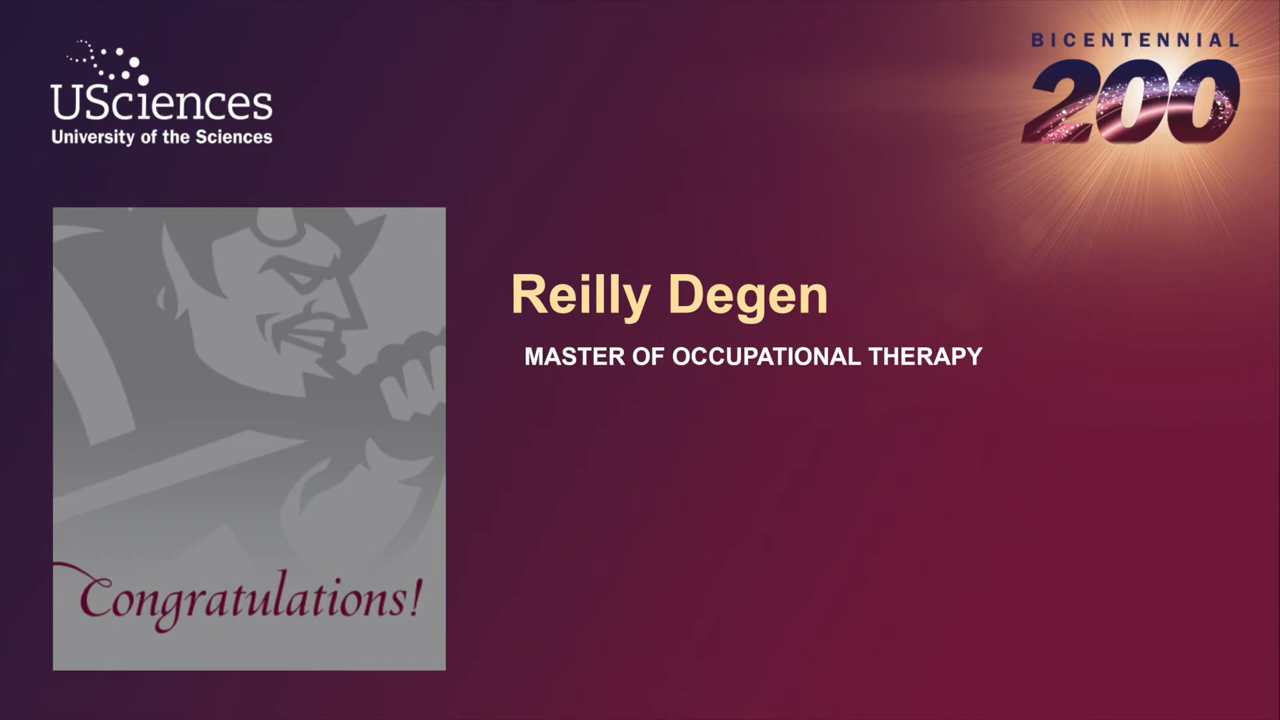 USciences
University of the Sciences
BICENTENNIAL
200
Reilly Degen
MASTER OF OCCUPATIONAL THERAPY
Congratulations!